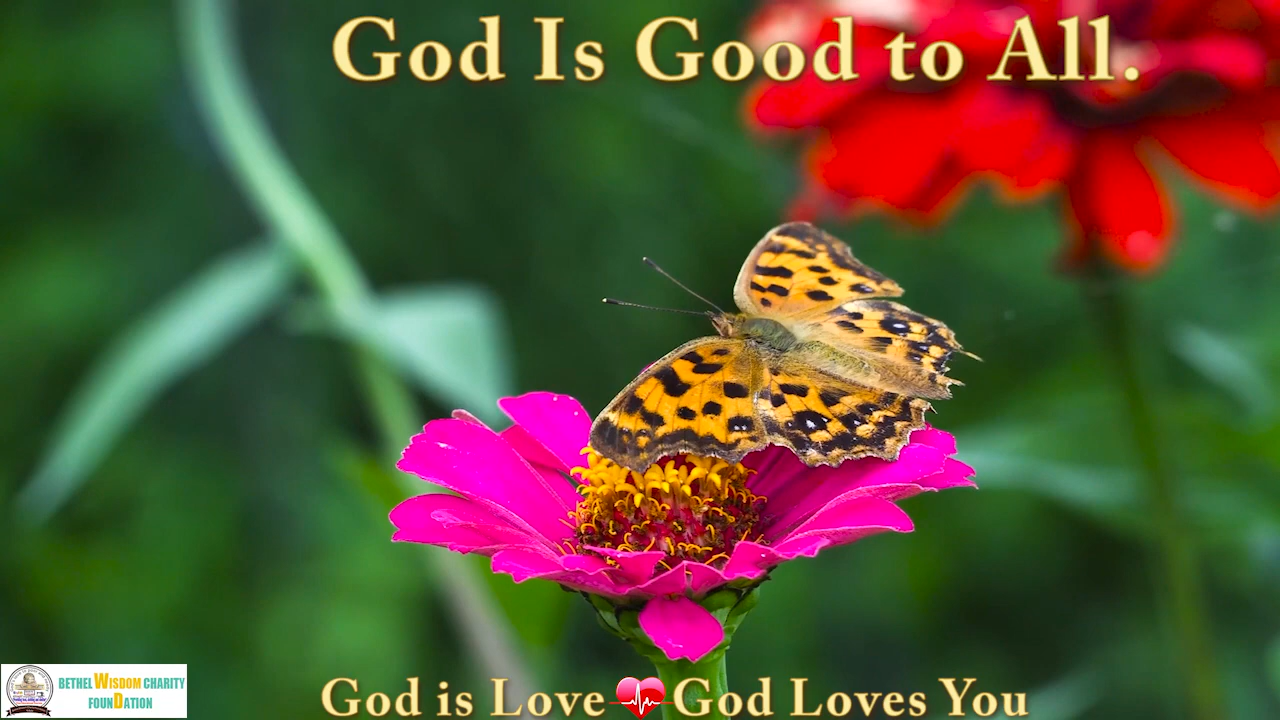 God Is Good to All.
God is Love God Loves You
BETHEL WISDOM CHARITY
FOUNDATION